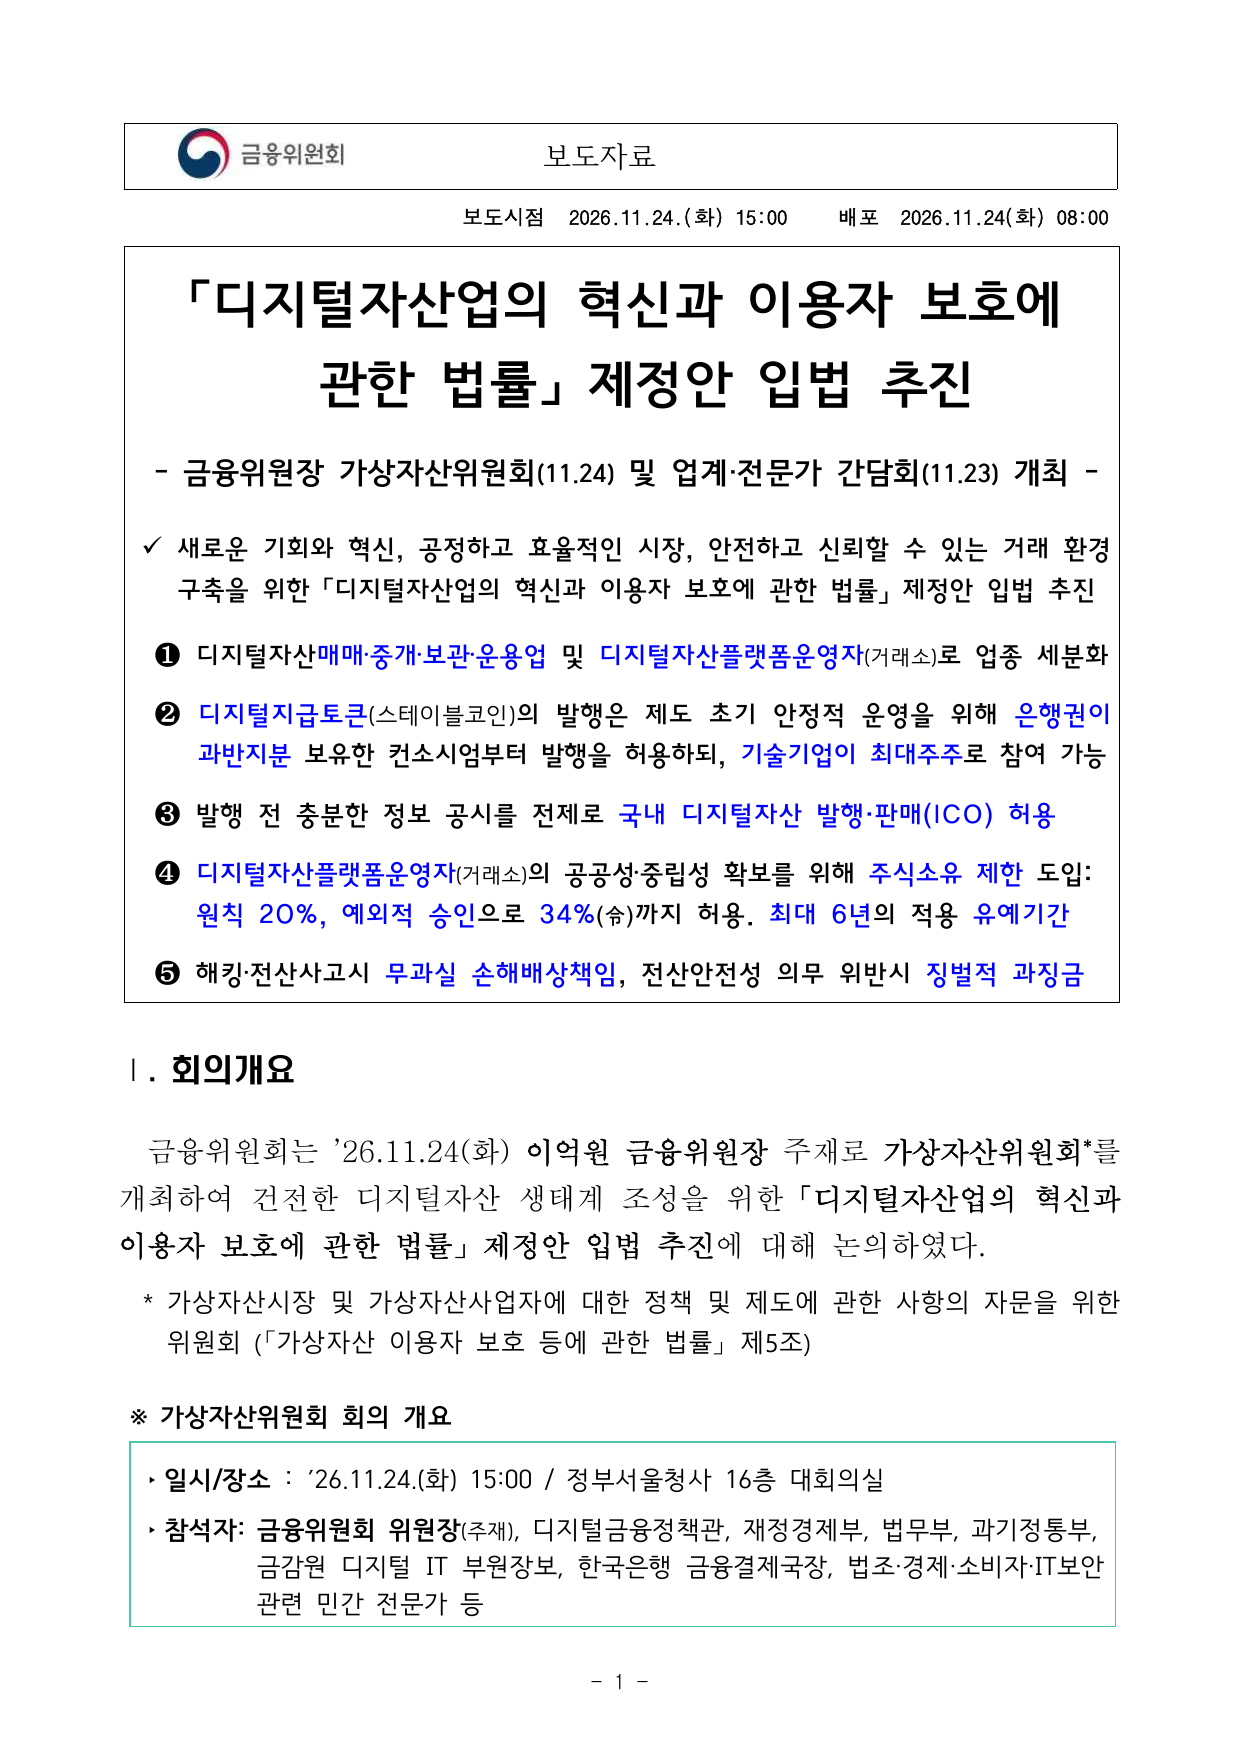 금융위원회 보도자료
보도시점 2026.11.24.(화) 15:00 배포 2026.11.24(화) 08:00
「디지털자산업의 혁신과 이용자 보호에
관한 법률」 제정안 입법 추진
- 금융위원장 가상자산위원회(11.24) 및 업계·전문가 간담회(11.23) 개최 -
✓ 새로운 기회와 혁신, 공정하고 효율적인 시장, 안전하고 신뢰할 수 있는 거래 환경
구축을 위한 「디지털자산업의 혁신과 이용자 보호에 관한 법률」 제정안 입법 추진
❶ 디지털자산매매·중개·보관·운용업 및 디지털자산플랫폼운영자(거래소)로 업종 세분화
❷ 디지털지급토큰(스테이블코인)의 발행은 제도 초기 안정적 운영을 위해 은행권이
과반지분 보유한 컨소시엄부터 발행을 허용하되, 기술기업이 최대주주로 참여 가능
❸ 발행 전 충분한 정보 공시를 전제로 국내 디지털자산 발행·판매(ICO) 허용
❹ 디지털자산플랫폼운영자(거래소)의 공공성·중립성 확보를 위해 주식소유 제한 도입:
원칙 20%, 예외적 승인으로 34%(令)까지 허용. 최대 6년의 적용 유예기간
❺ 해킹·전산사고시 무과실 손해배상책임, 전산안전성 의무 위반시 징벌적 과징금
Ⅰ. 회의개요
금융위원회는 ’26.11.24(화) 이억원 금융위원장 주재로 가상자산위원회*를
개최하여 건전한 디지털자산 생태계 조성을 위한 「디지털자산업의 혁신과
이용자 보호에 관한 법률」 제정안 입법 추진에 대해 논의하였다.
* 가상자산시장 및 가상자산사업자에 대한 정책 및 제도에 관한 사항의 자문을 위한
위원회 (「가상자산 이용자 보호 등에 관한 법률」 제5조)
※ 가상자산위원회 회의 개요
‣ 일시/장소 : ’26.11.24.(화) 15:00 / 정부서울청사 16층 대회의실
‣ 참석자: 금융위원회 위원장(주재), 디지털금융정책관, 재정경제부, 법무부, 과기정통부,
금감원 디지털 IT 부원장보, 한국은행 금융결제국장, 법조·경제·소비자·IT보안
관련 민간 전문가 등
- 1 -